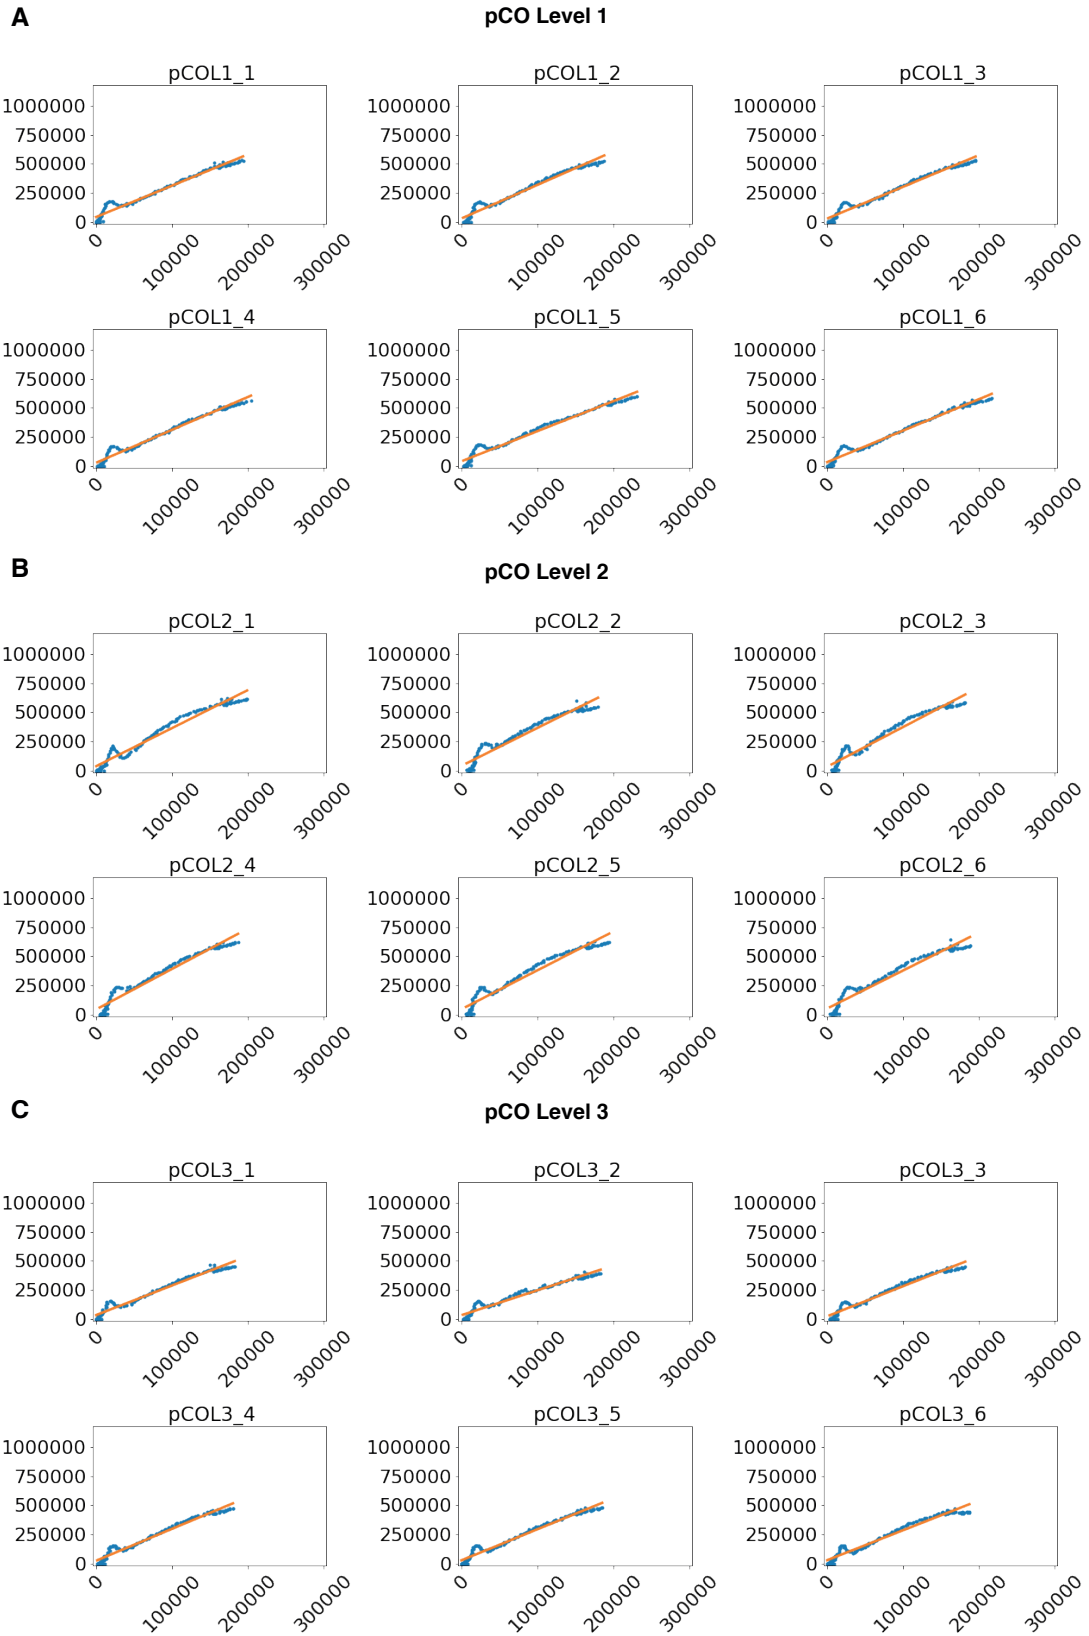 A
pCO Level 1
pCOL1_1 pCOL1_2 pCOL1_3
1000000 1000000 1000000
750000 750000 750000
500000 500000 500000
250000 250000 250000
0 0 0
0 100000 200000 300000 0 100000 200000 300000 0 100000 200000 300000
pCOL1_4 pCOL1_5 pCOL1_6
1000000 1000000 1000000
750000 750000 750000
500000 500000 500000
250000 250000 250000
0 0 0
0 100000 200000 300000 0 100000 200000 300000 0 100000 200000 300000
B
pCO Level 2
pCOL2_1 pCOL2_2 pCOL2_3
1000000 1000000 1000000
750000 750000 750000
500000 500000 500000
250000 250000 250000
0 0 0
0 100000 200000 300000 0 100000 200000 300000 0 100000 200000 300000
pCOL2_4 pCOL2_5 pCOL2_6
1000000 1000000 1000000
750000 750000 750000
500000 500000 500000
250000 250000 250000
0 0 0
0 100000 200000 300000 0 100000 200000 300000 0 100000 200000 300000
C
pCO Level 3
pCOL3_1 pCOL3_2 pCOL3_3
1000000 1000000 1000000
750000 750000 750000
500000 500000 500000
250000 250000 250000
0 0 0
0 100000 200000 300000 0 100000 200000 300000 0 100000 200000 300000
pCOL3_4 pCOL3_5 pCOL3_6
1000000 1000000 1000000
750000 750000 750000
500000 500000 500000
250000 250000 250000
0 0 0
0 100000 200000 300000 0 100000 200000 300000 0 100000 200000 300000